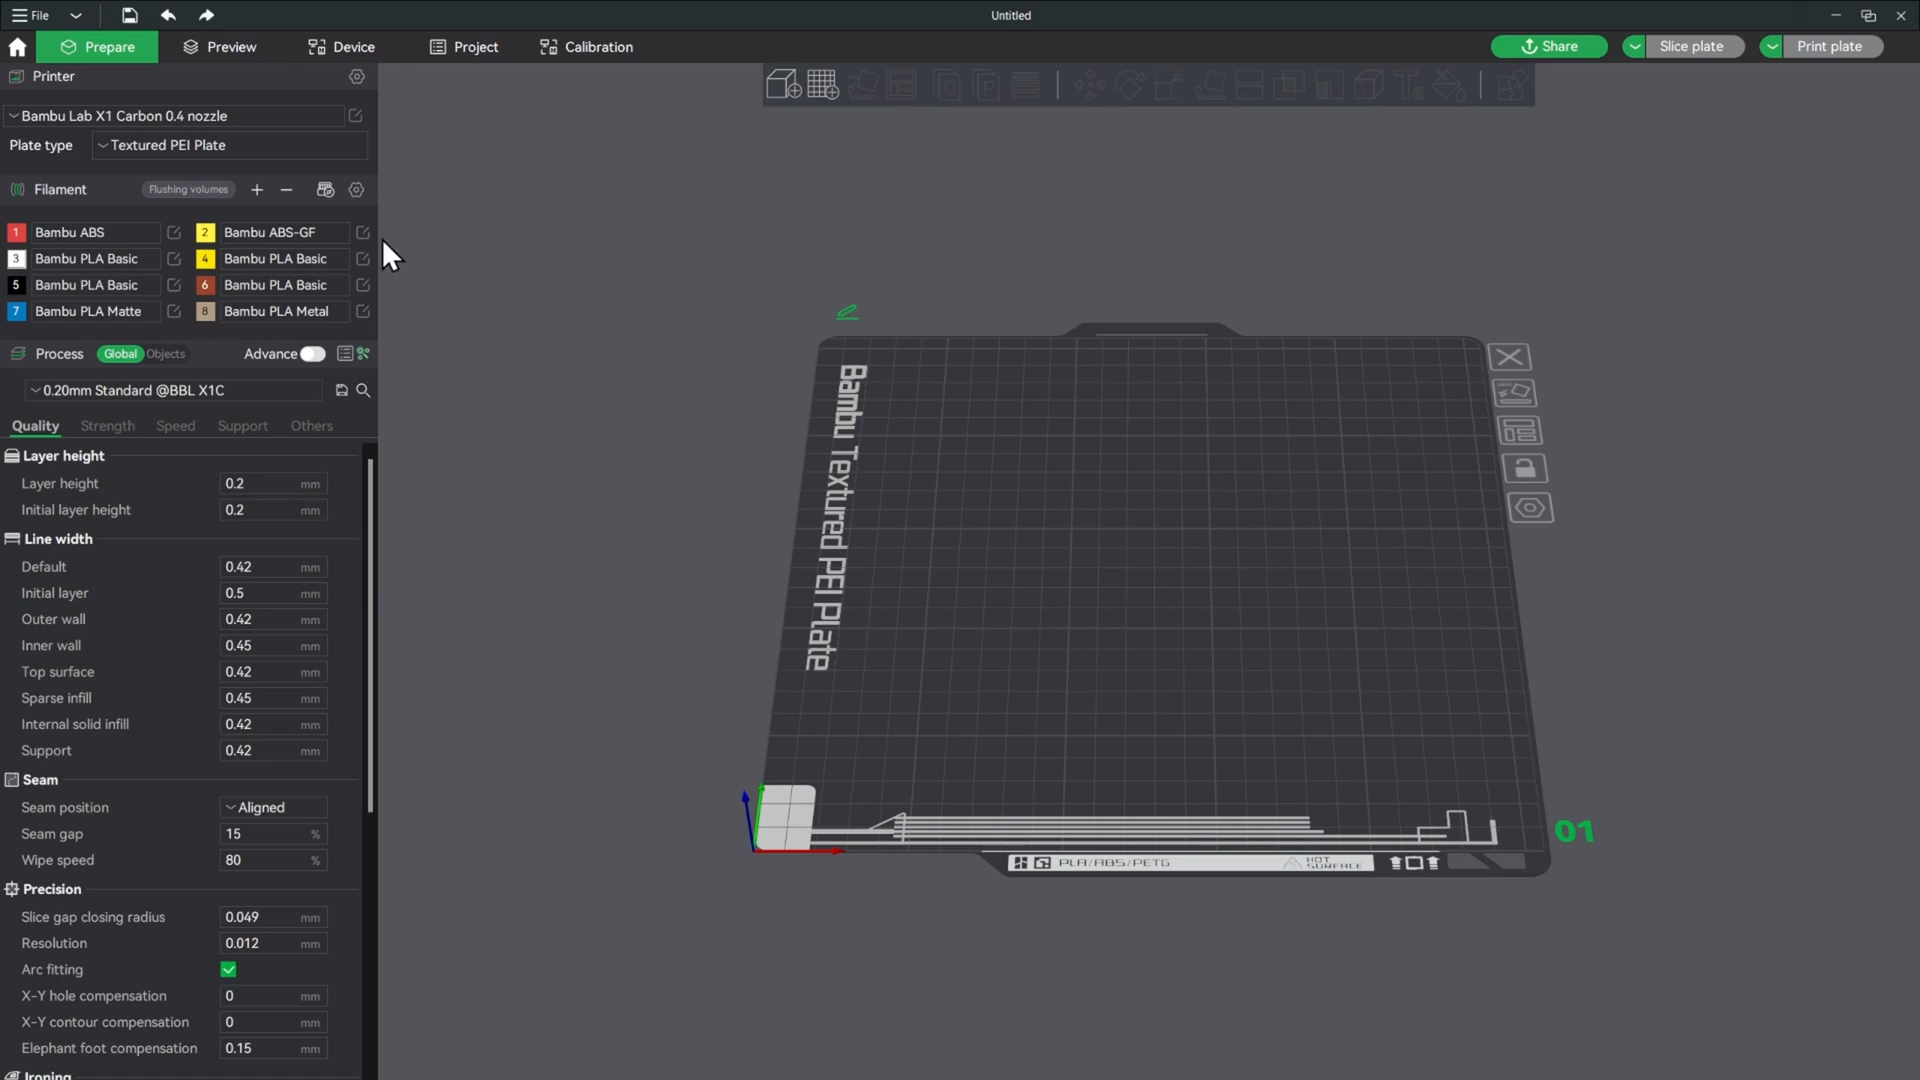 File
Untitled
Prepare Preview Device Project Calibration Share Slice plate Print plate
Printer
Bambu Lab X1 Carbon 0.4 nozzle
Plate type Textured PEI Plate
Filament Flushing volumes + −
1 Bambu ABS 2 Bambu ABS-GF
3 Bambu PLA Basic 4 Bambu PLA Basic
5 Bambu PLA Basic 6 Bambu PLA Basic
7 Bambu PLA Matte 8 Bambu PLA Metal
Process Global Objects Advance
0.20mm Standard @BBL X1C
Quality Strength Speed Support Others
Layer height
Layer height 0.2 mm
Initial layer height 0.2 mm
Line width
Default 0.42 mm
Initial layer 0.5 mm
Outer wall 0.42 mm
Inner wall 0.45 mm
Top surface 0.42 mm
Sparse infill 0.45 mm
Internal solid infill 0.42 mm
Support 0.42 mm
Seam
Seam position Aligned
Seam gap 15 %
Wipe speed 80 %
Precision
Slice gap closing radius 0.049 mm
Resolution 0.012 mm
Arc fitting
X-Y hole compensation 0 mm
X-Y contour compensation 0 mm
Elephant foot compensation 0.15 mm
Ironing
Bambu Textured PEI Plate
01
PLA/ABS/PETG
HOT
SURFACE